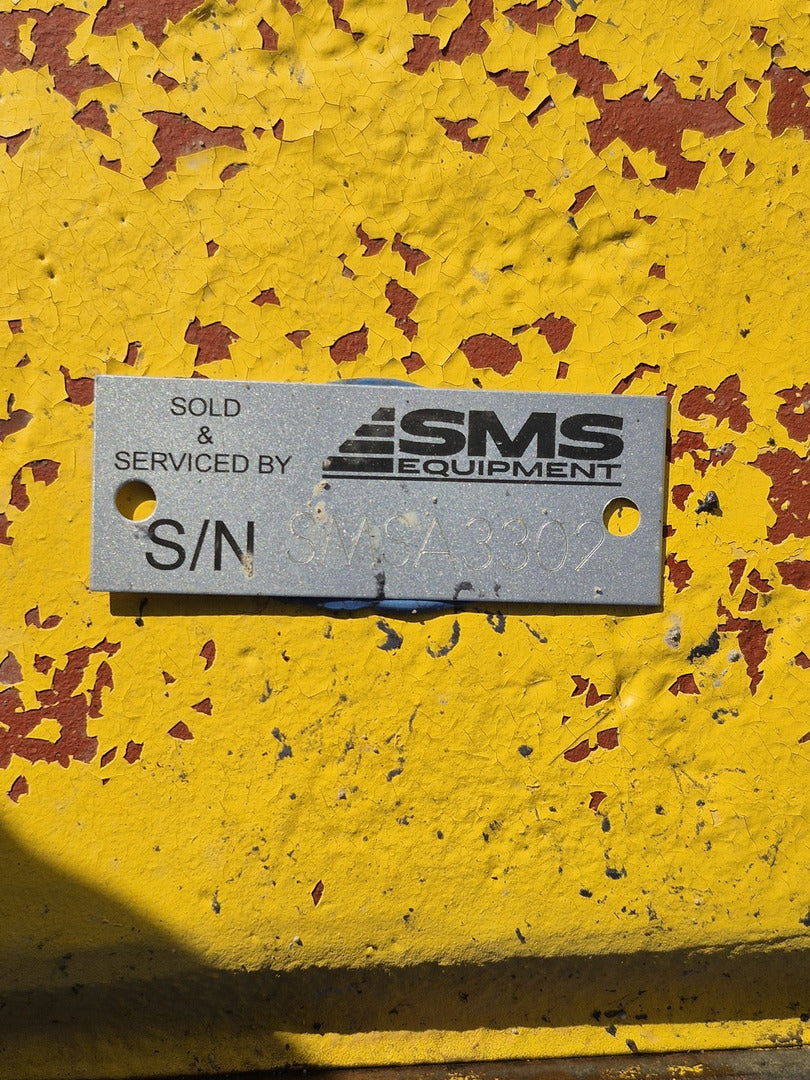 SOLD
&
SERVICED BY
SMS
EQUIPMENT
S/N SMSA3302